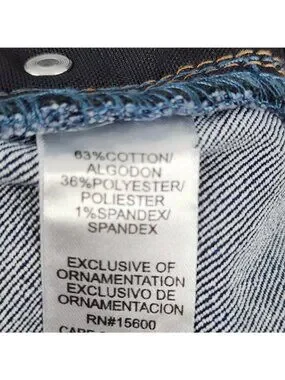 63%COTTON/
ALGODON
36%POLYESTER/
POLIESTER
1%SPANDEX/
SPANDEX
EXCLUSIVE OF
ORNAMENTATION
EXCLUSIVO DE
ORNAMENTACION
RN#15600